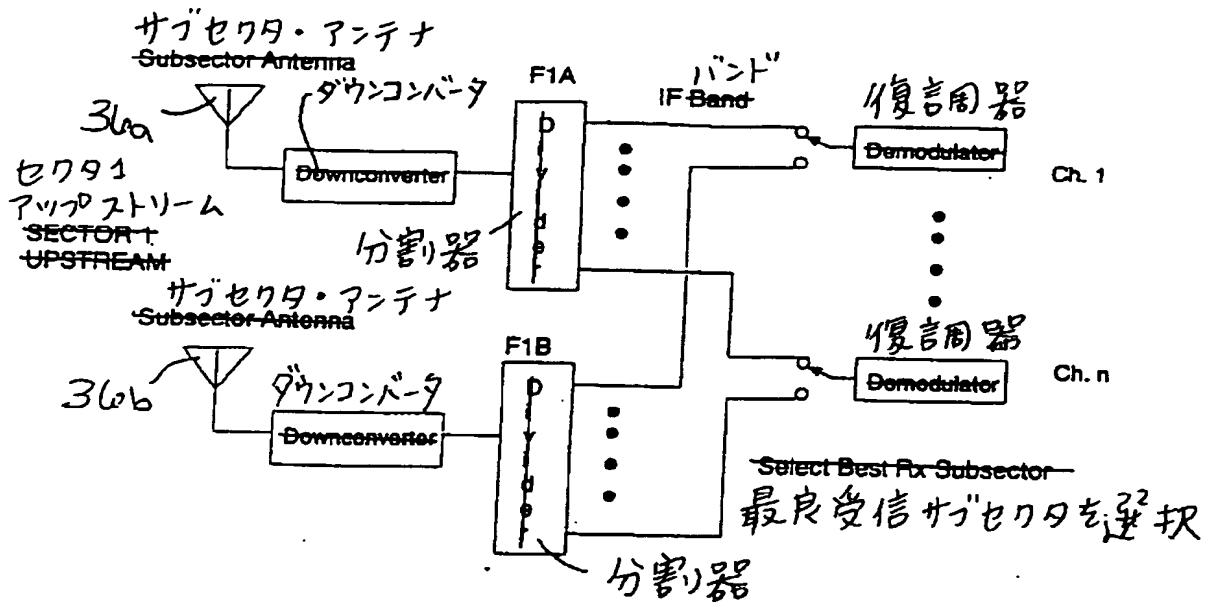 サブセクタ・アンテナ
Subsector Antenna
F1A
バンド
IF Band
36a
ダウンコンバータ
Downconverter
Divider
分割器
復調器
Demodulator
Ch. 1
セクタ1
アップストリーム
SECTOR 1
UPSTREAM
サブセクタ・アンテナ
Subsector Antenna
36b
ダウンコンバータ
Downconverter
F1B
Divider
分割器
復調器
Demodulator
Ch. n
Select Best Rx Subsector
22
最良受信サブセクタを選択